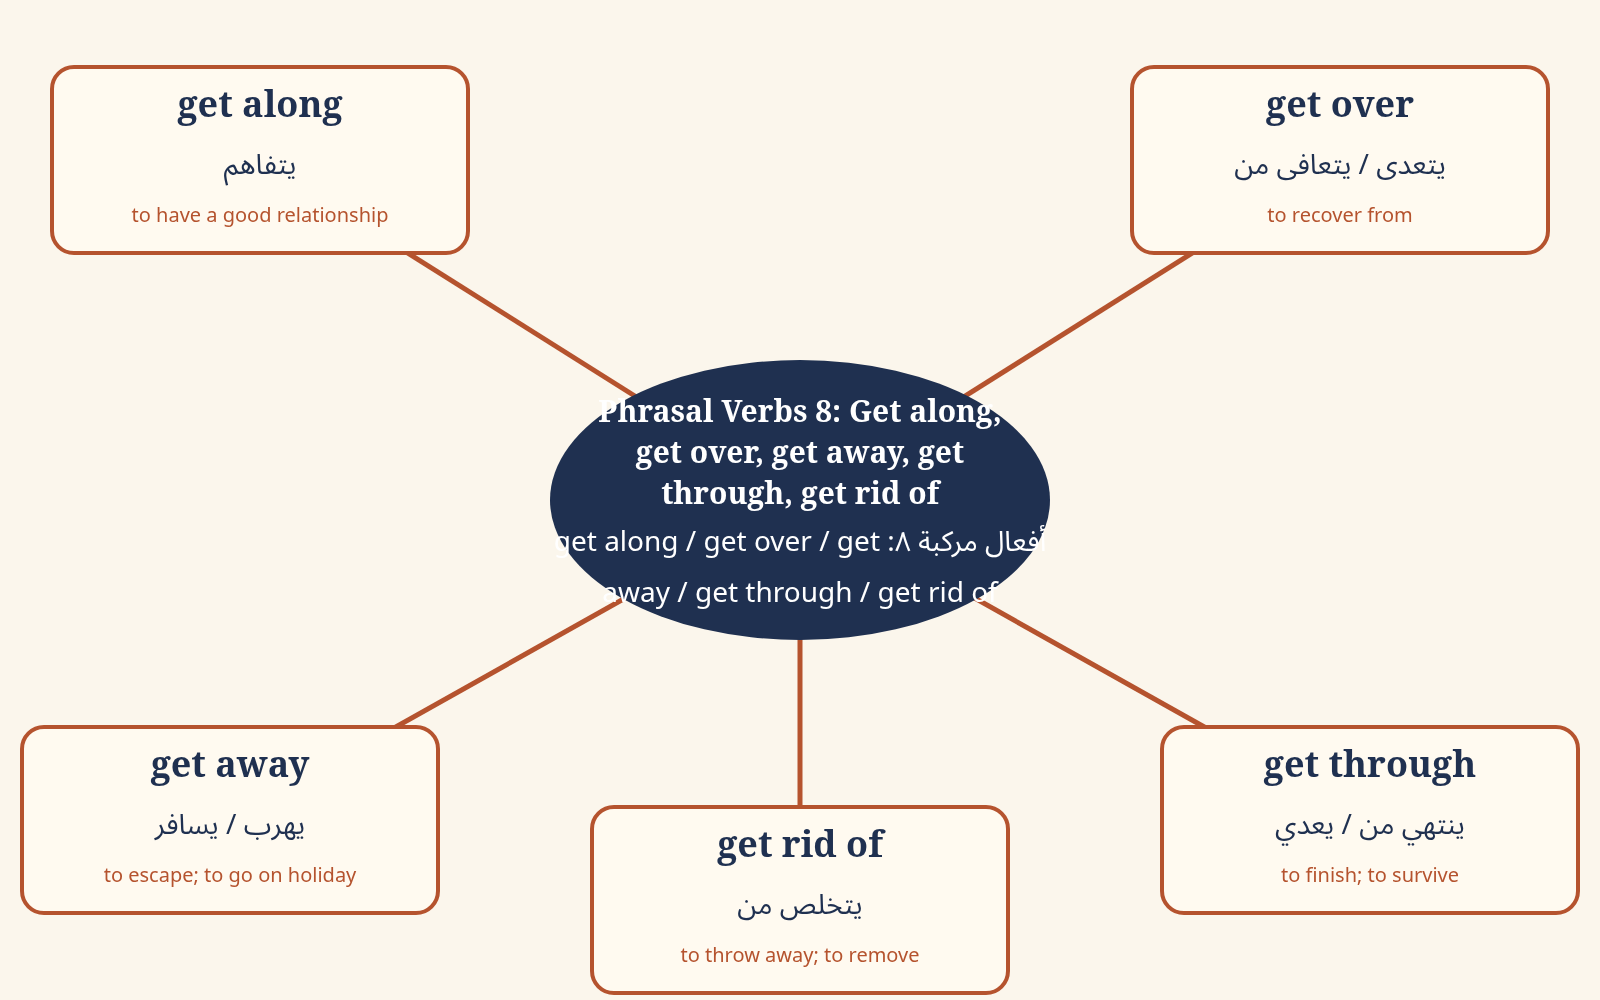 get along
يتفاهم
to have a good relationship
get over
يتعدى / يتعافى من
to recover from
Phrasal Verbs 8: Get along,
get over, get away, get
through, get rid of
أفعال مركبة ٨: get along / get over / get
away / get through / get rid of
get away
يهرب / يسافر
to escape; to go on holiday
get rid of
يتخلص من
to throw away; to remove
get through
ينتهي من / يعدي
to finish; to survive